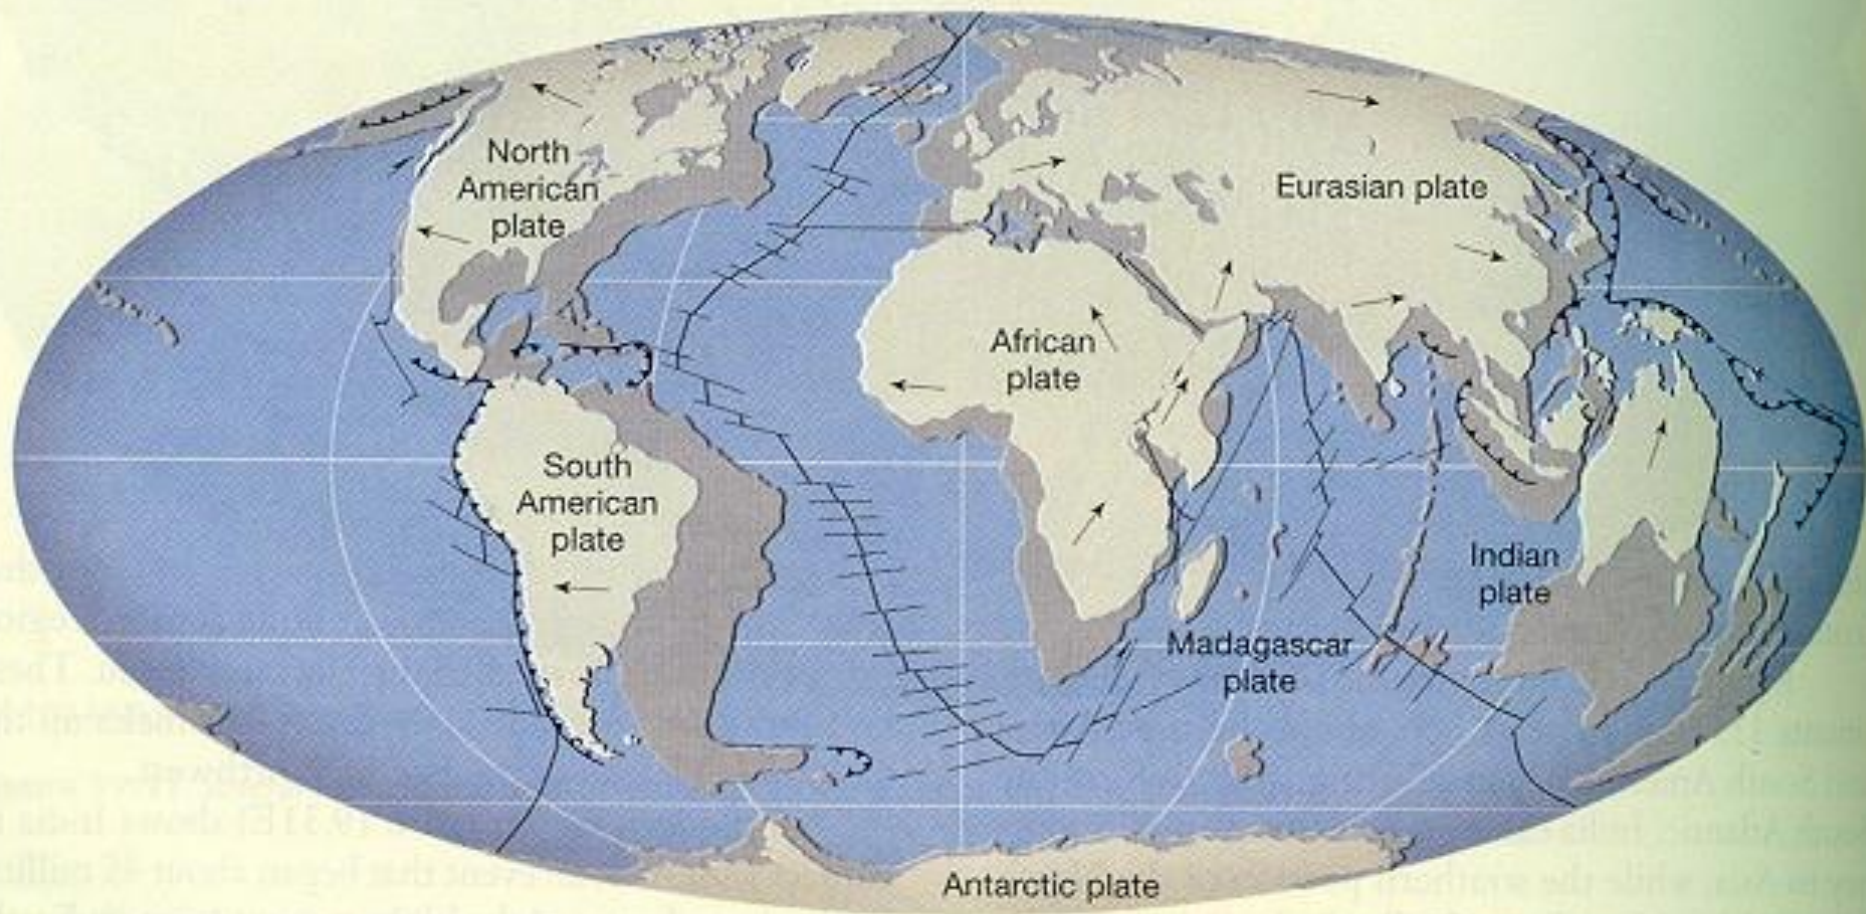 North
American
plate
Eurasian plate
African
plate
South
American
plate
Indian
plate
Madagascar
plate
Antarctic plate